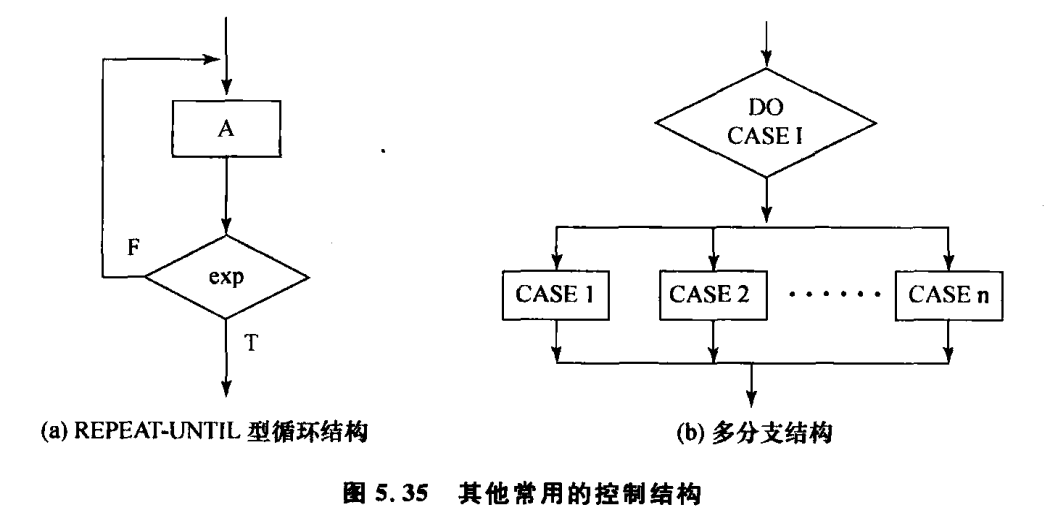 A
F
exp
T
(a) REPEAT-UNTIL 型循环结构
DO
CASE I
CASE 1
CASE 2
······
CASE n
(b) 多分支结构
图 5.35 其他常用的控制结构